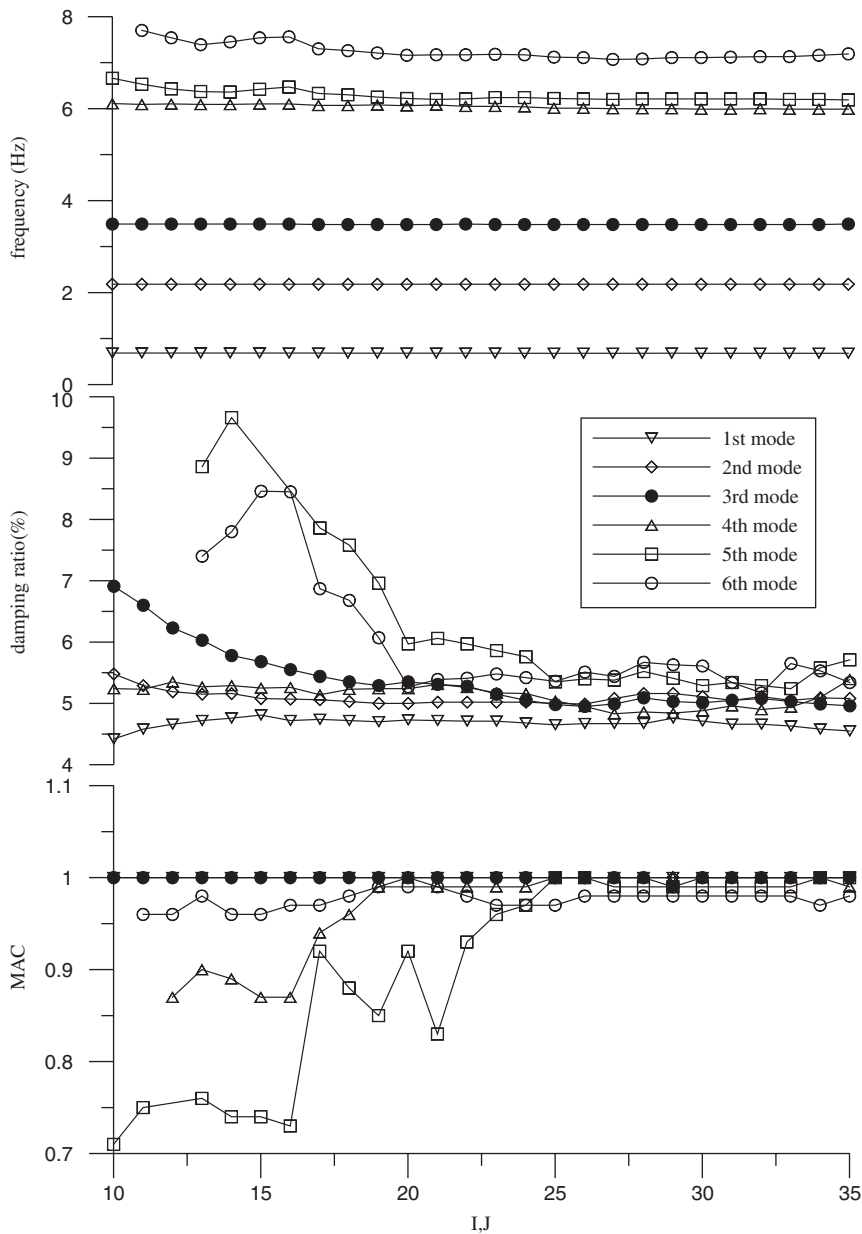 8
6
4
2
0
frequency (Hz)
10
9
8
7
6
5
4
damping ratio(%)
1st mode
2nd mode
3rd mode
4th mode
5th mode
6th mode
1.1
1
0.9
0.8
0.7
MAC
10 15 20 25 30 35
I,J